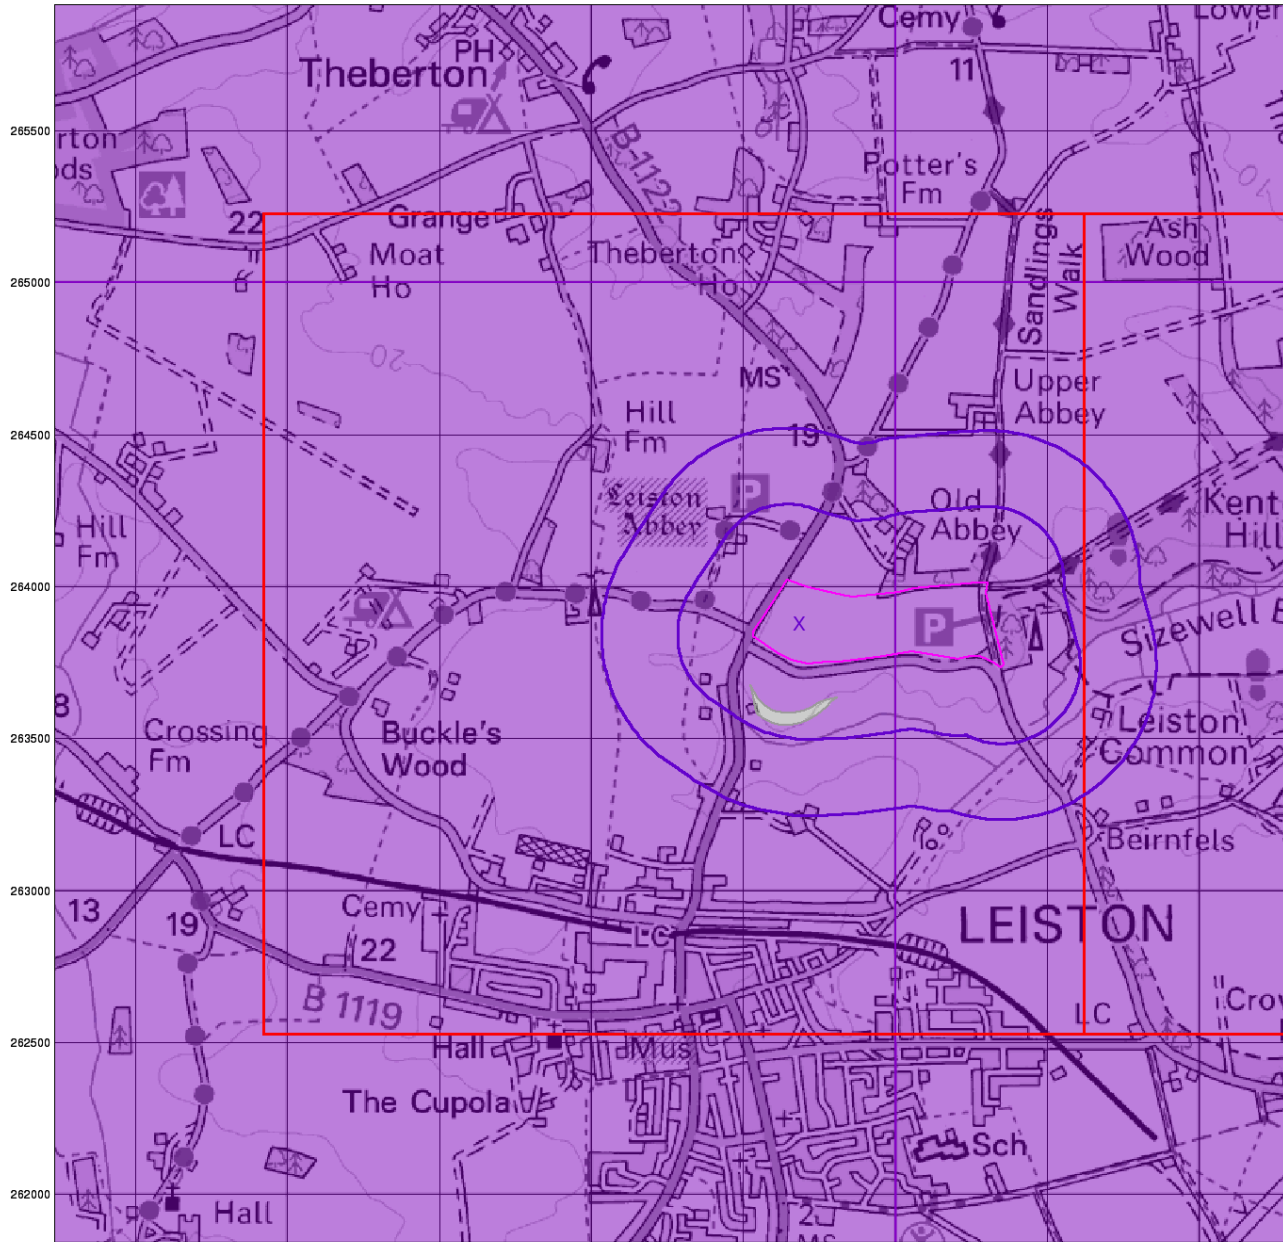 Cemy
Lower
PH
Theberton
11
265500
B 1122
rton
ods
Potter's
Fm
22
Grange
Moat
Ho
Theberton
Ho
Sandlings
Walk
Ash
Wood
265000
20
MS
Upper
Abbey
Hill
Fm
19
264500
Leiston
Abbey
P
Old
Abbey
Kent
Hill
Hill
Fm
264000
X
P
Sizewell B
8
Crossing
Fm
Buckle's
Wood
Leiston
Common
263500
LC
Beirnfels
263000
13
19
Cemy
22
LC
LEISTON
B 1119
LC
Cro
262500
Hall
Mus
The Cupola
Sch
262000
Hall
2
MS